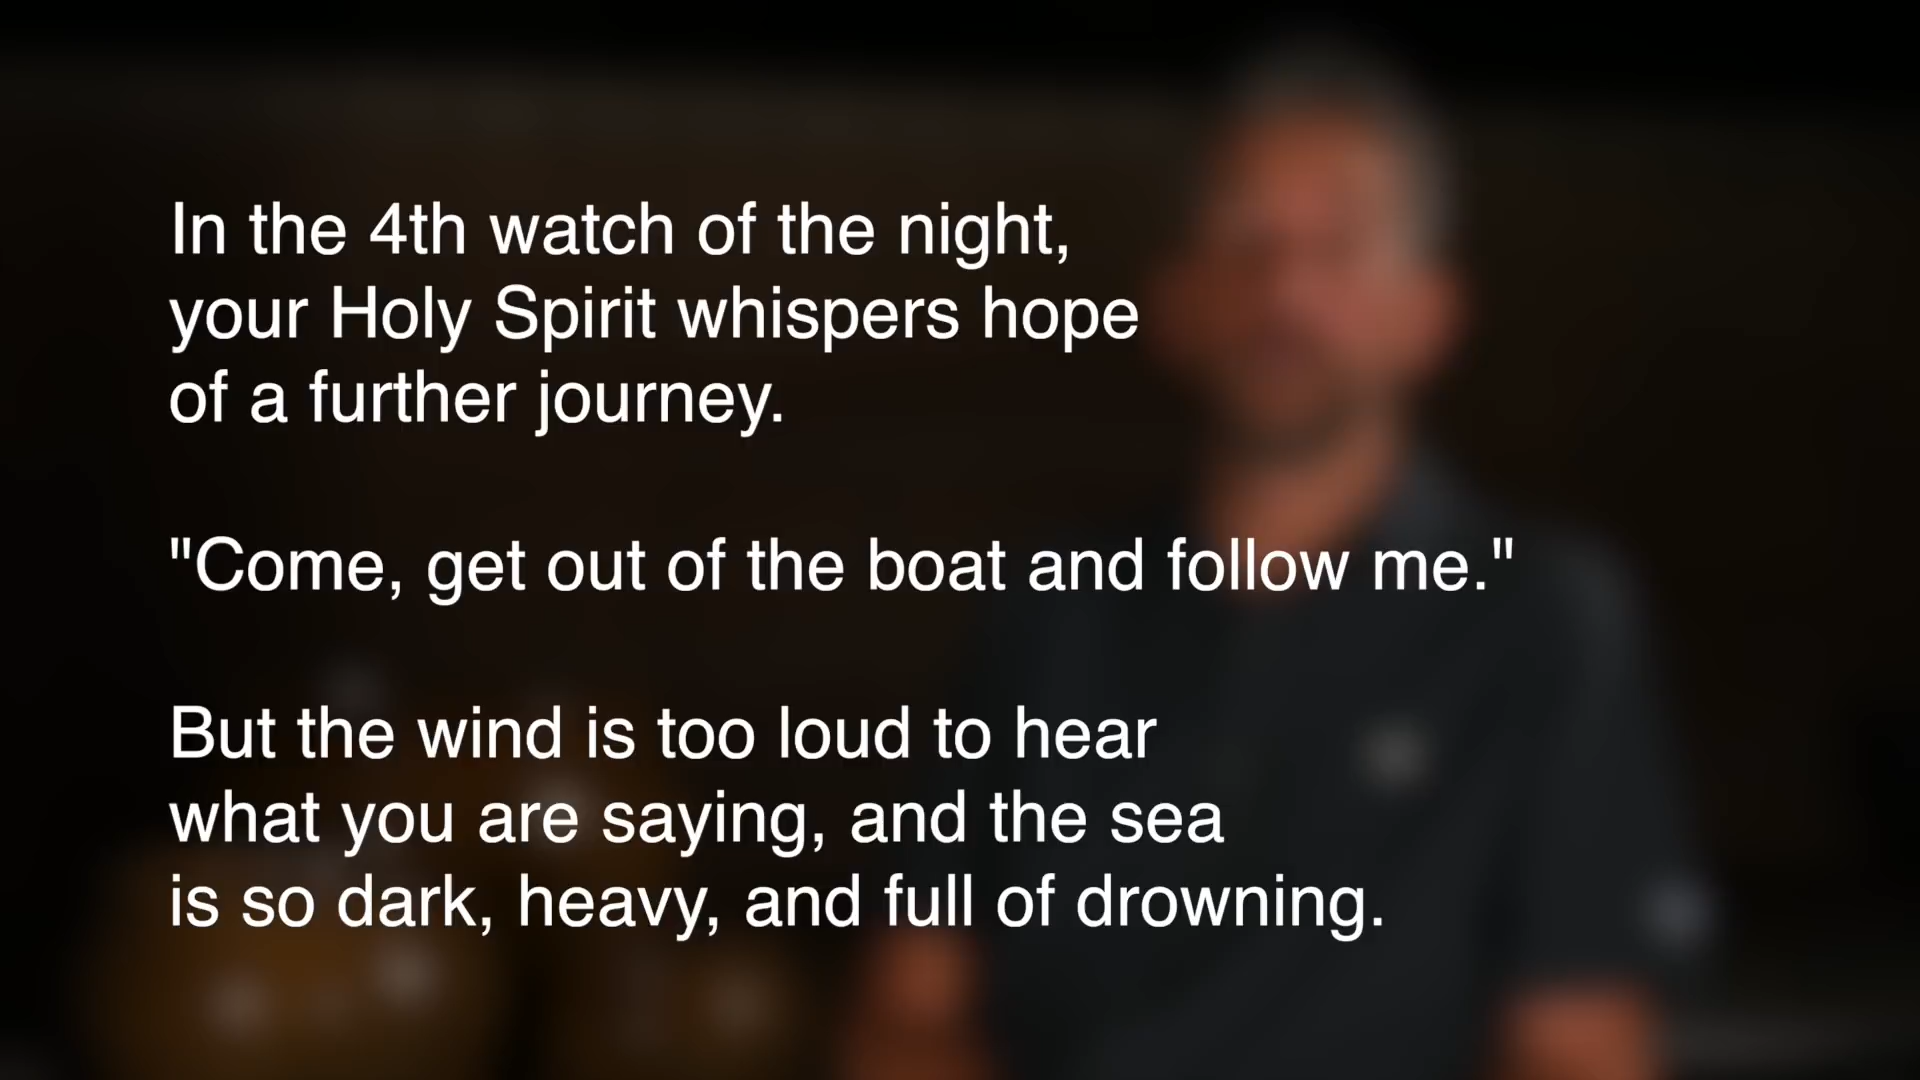 In the 4th watch of the night,
your Holy Spirit whispers hope
of a further journey.
"Come, get out of the boat and follow me."
But the wind is too loud to hear
what you are saying, and the sea
is so dark, heavy, and full of drowning.